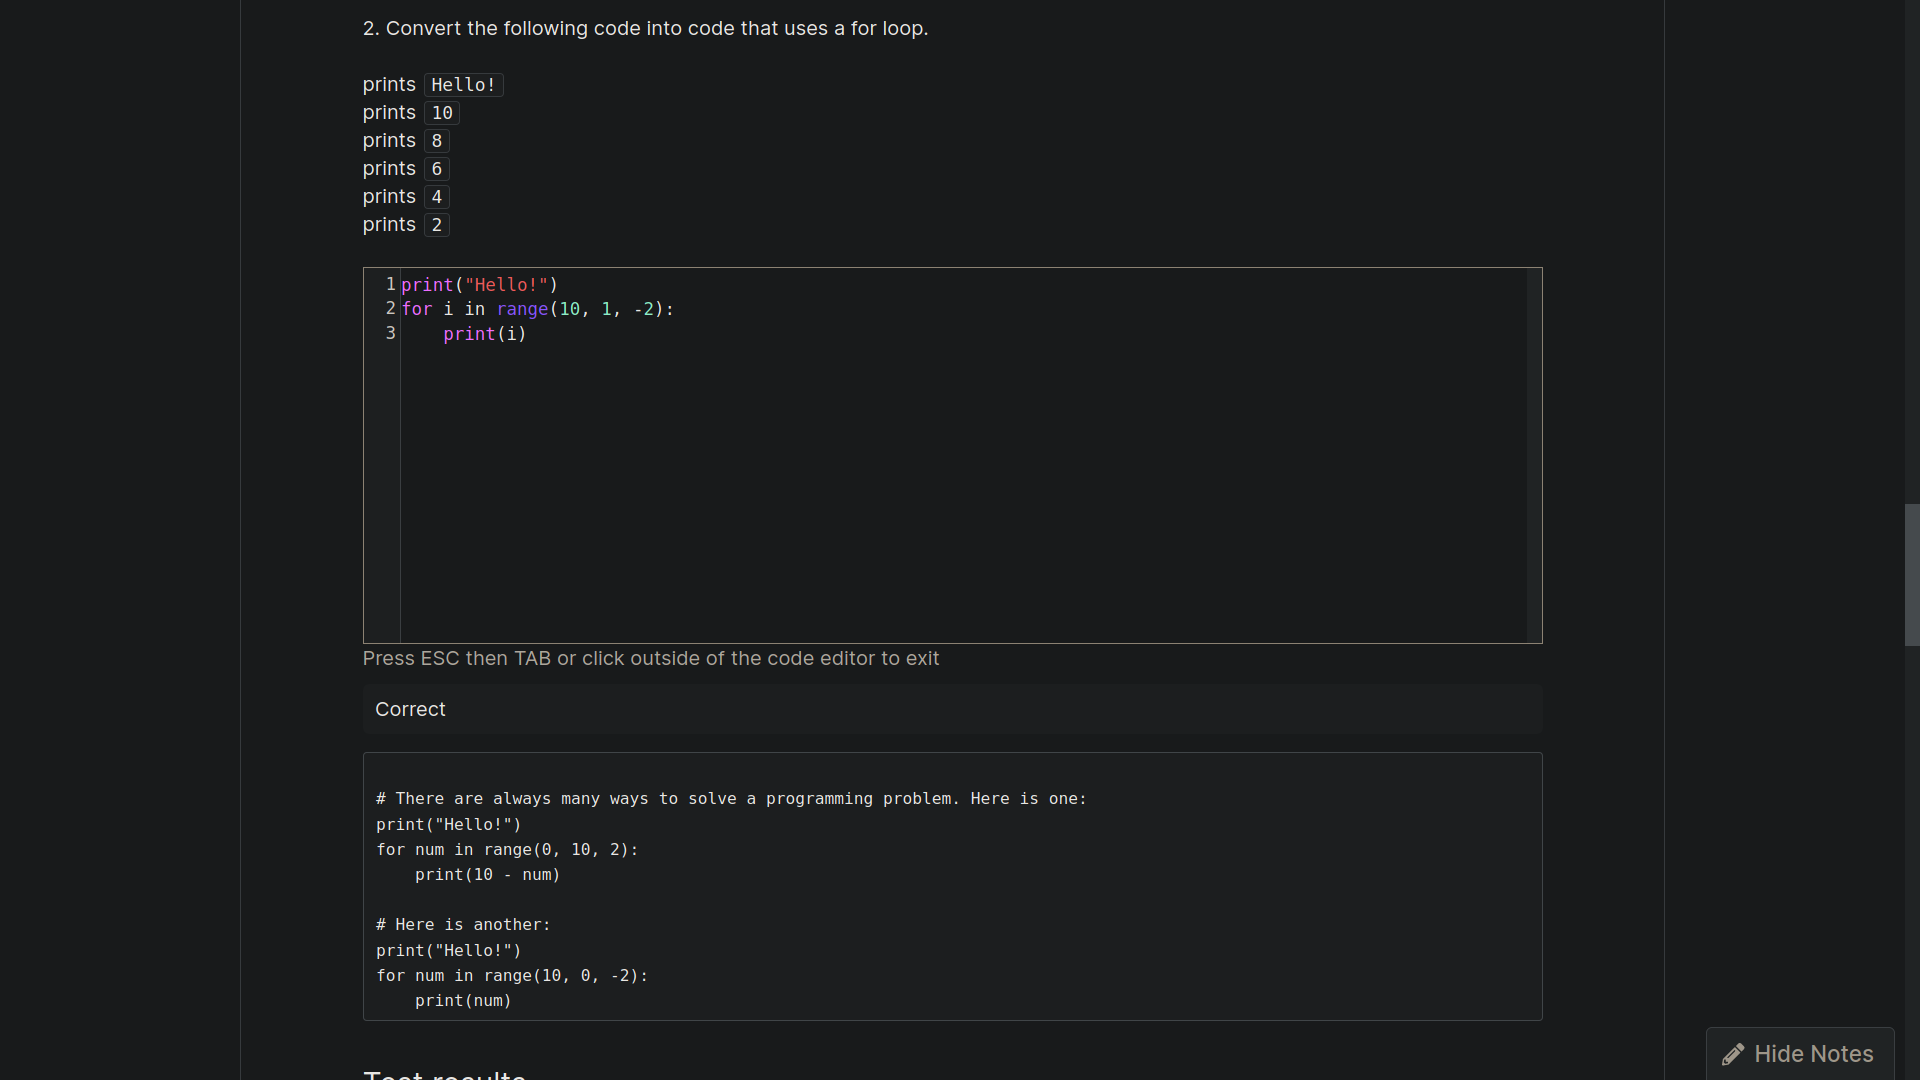 2. Convert the following code into code that uses a for loop.
prints Hello!
prints 10
prints 8
prints 6
prints 4
prints 2
1 print("Hello!")
2 for i in range(10, 1, -2):
3     print(i)
Press ESC then TAB or click outside of the code editor to exit
Correct
# There are always many ways to solve a programming problem. Here is one:
print("Hello!")
for num in range(0, 10, 2):
    print(10 - num)
# Here is another:
print("Hello!")
for num in range(10, 0, -2):
    print(num)
Test results
Hide Notes